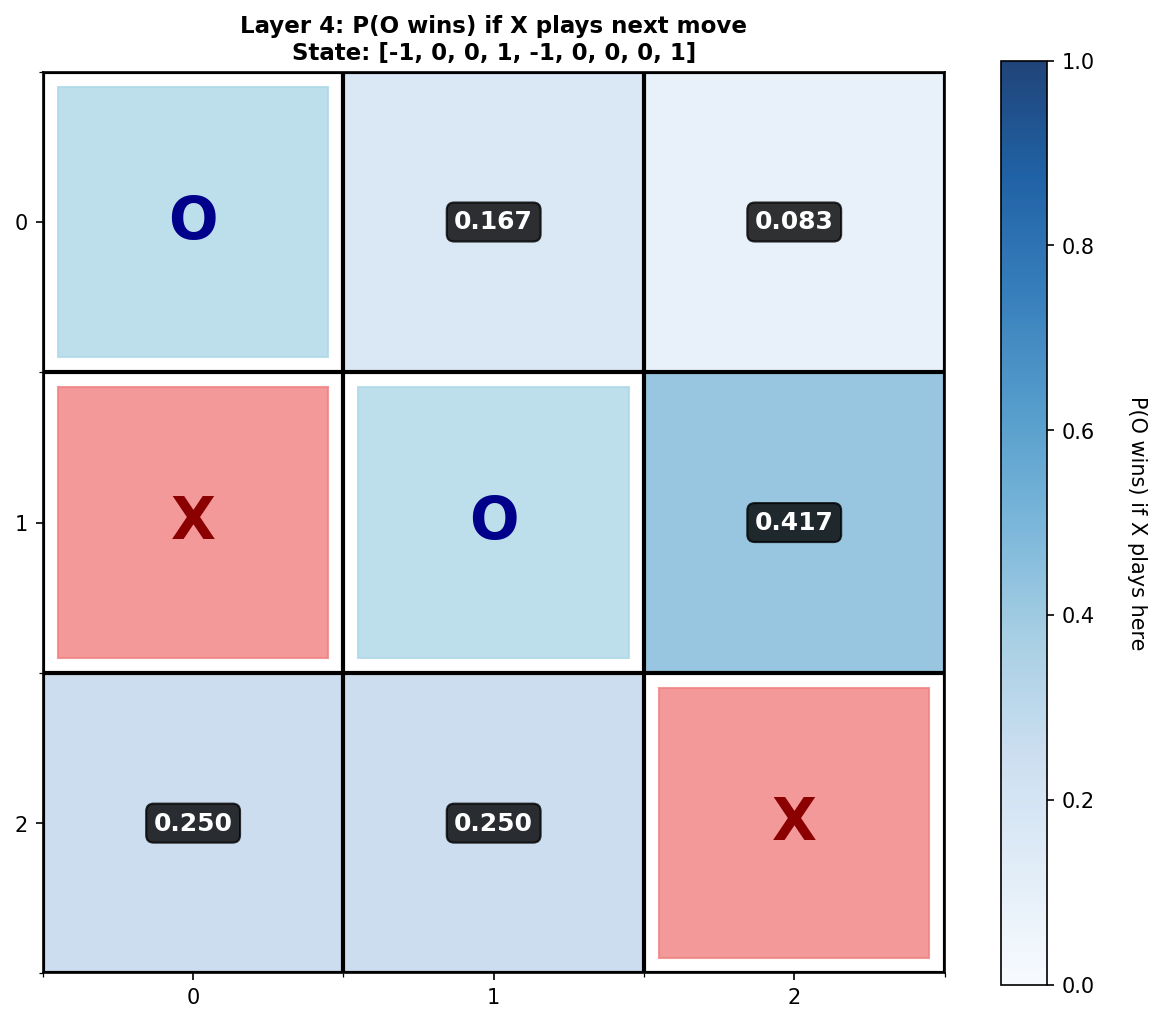 Layer 4: P(O wins) if X plays next move
State: [-1, 0, 0, 1, -1, 0, 0, 0, 1]
1.0
0.8
0.6
0.4
0.2
0.0
P(O wins) if X plays here
0
O
0.167
0.083
1
X
O
0.417
2
0.250
0.250
X
0
1
2